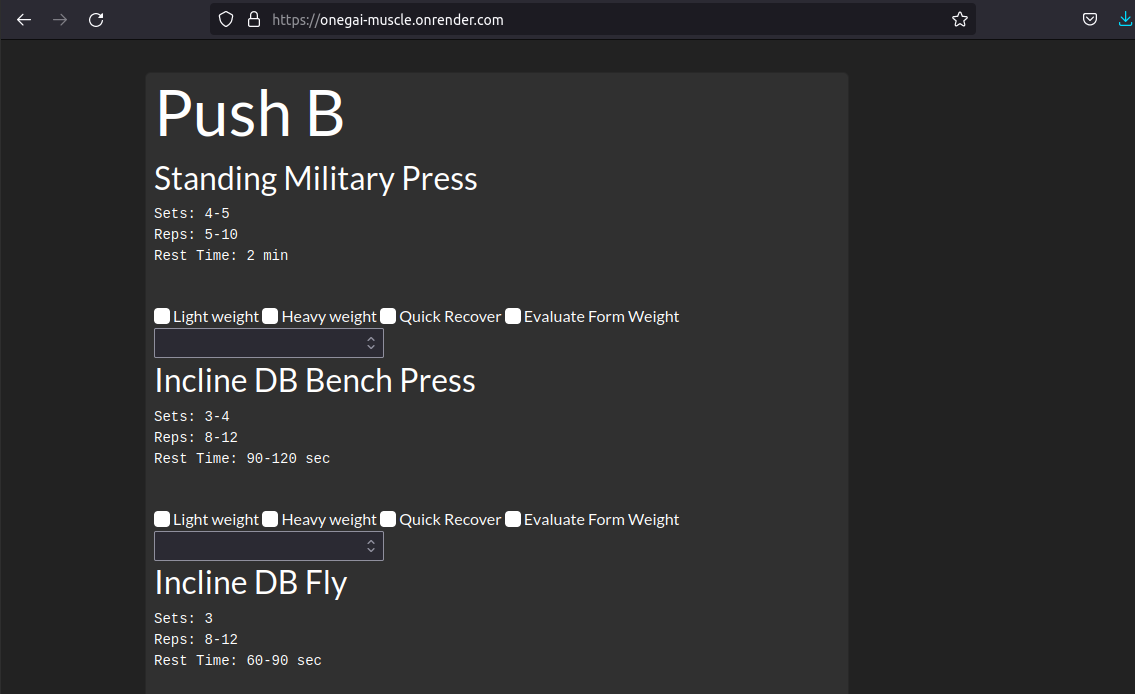 https://onegai-muscle.onrender.com
Push B
Standing Military Press
Sets: 4-5
Reps: 5-10
Rest Time: 2 min
Light weight Heavy weight Quick Recover Evaluate Form Weight
Incline DB Bench Press
Sets: 3-4
Reps: 8-12
Rest Time: 90-120 sec
Light weight Heavy weight Quick Recover Evaluate Form Weight
Incline DB Fly
Sets: 3
Reps: 8-12
Rest Time: 60-90 sec